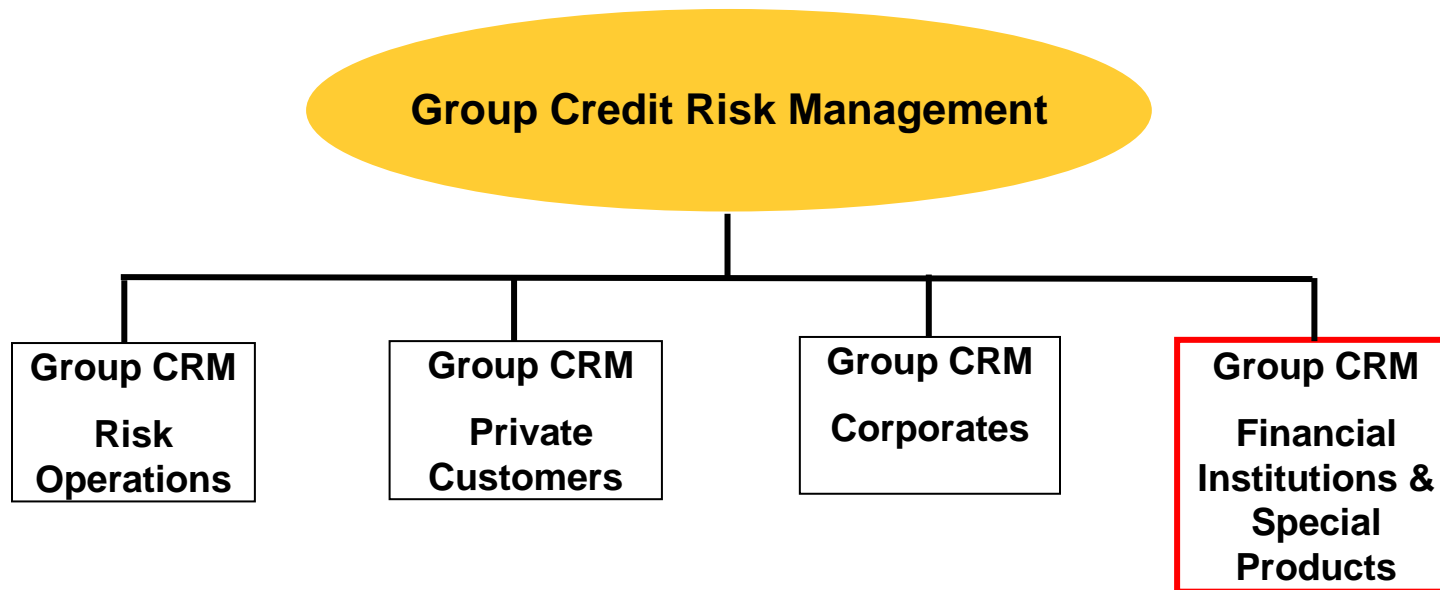 Group Credit Risk Management
Group CRM
Risk
Operations
Group CRM
Private
Customers
Group CRM
Corporates
Group CRM
Financial
Institutions &
Special
Products